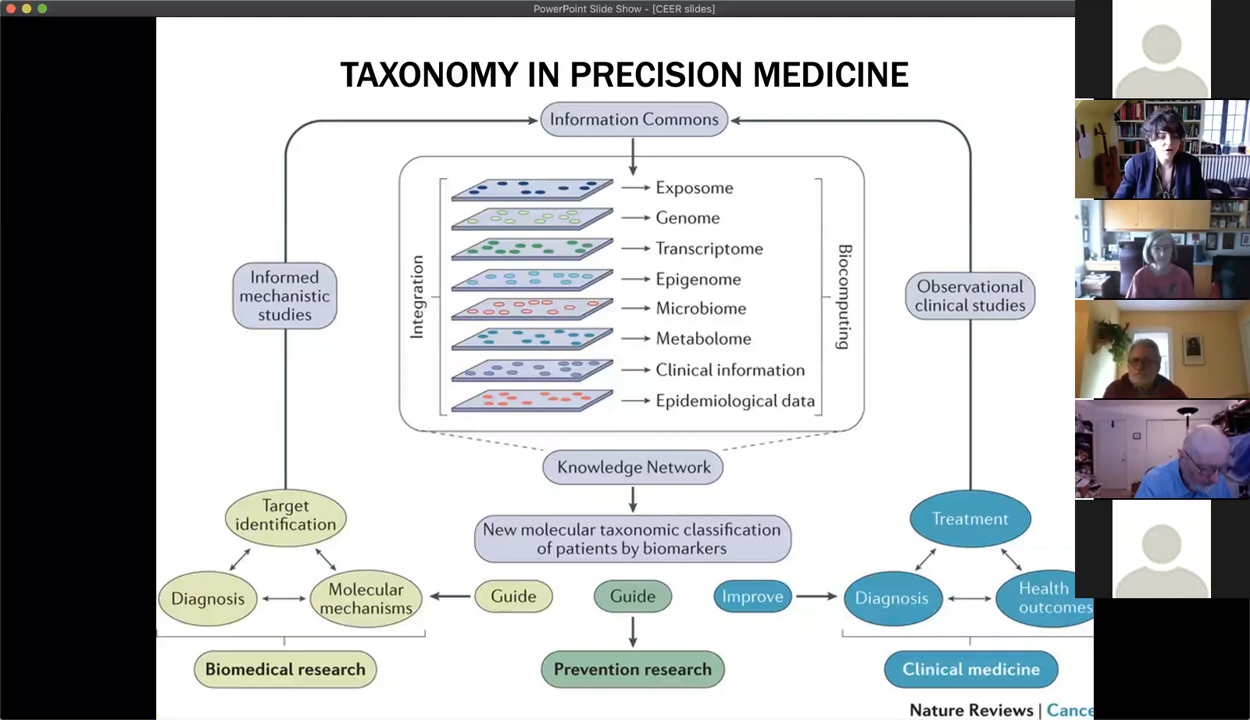 PowerPoint Slide Show - [CEER slides]
TAXONOMY IN PRECISION MEDICINE
Information Commons
Exposome
Genome
Transcriptome
Epigenome
Microbiome
Metabolome
Clinical information
Epidemiological data
Integration
Biocomputing
Informed
mechanistic
studies
Observational
clinical studies
Knowledge Network
New molecular taxonomic classification
of patients by biomarkers
Target
identification
Diagnosis
Molecular
mechanisms
Guide
Guide
Improve
Treatment
Diagnosis
Health
outcomes
Biomedical research
Prevention research
Clinical medicine
Nature Reviews | Cance